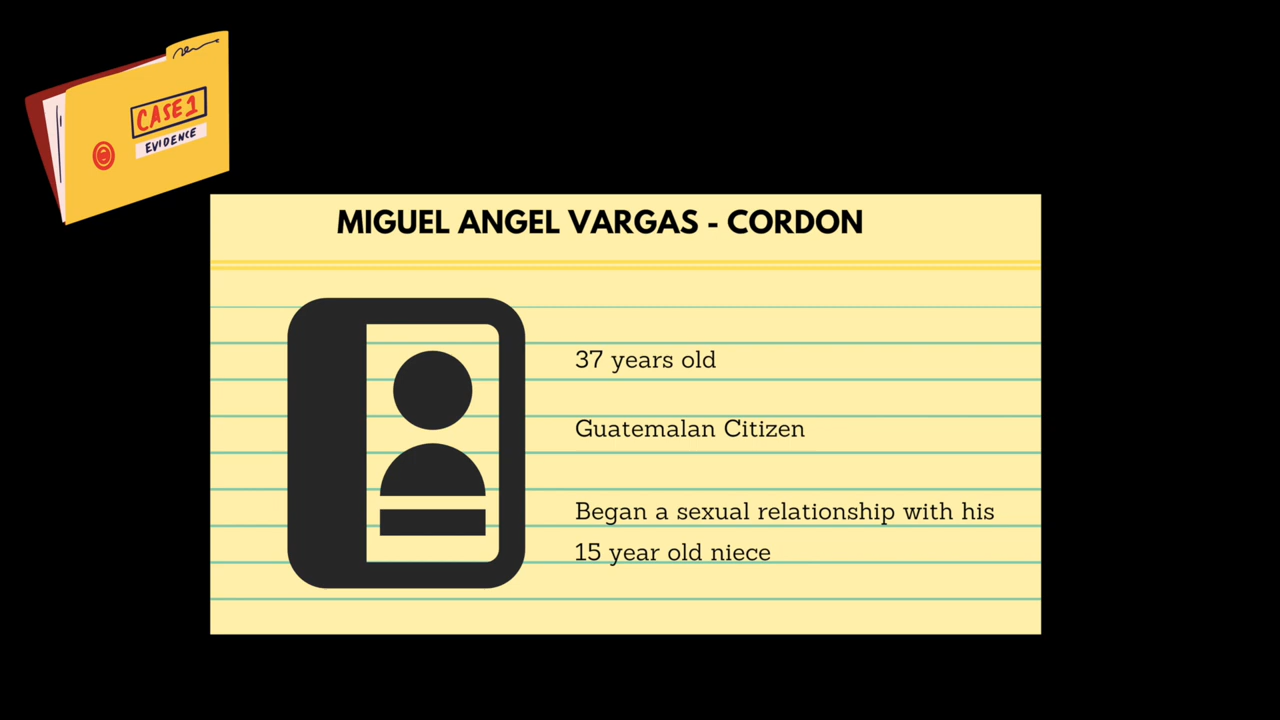 CASE 1
EVIDENCE
MIGUEL ANGEL VARGAS - CORDON
37 years old
Guatemalan Citizen
Began a sexual relationship with his
15 year old niece